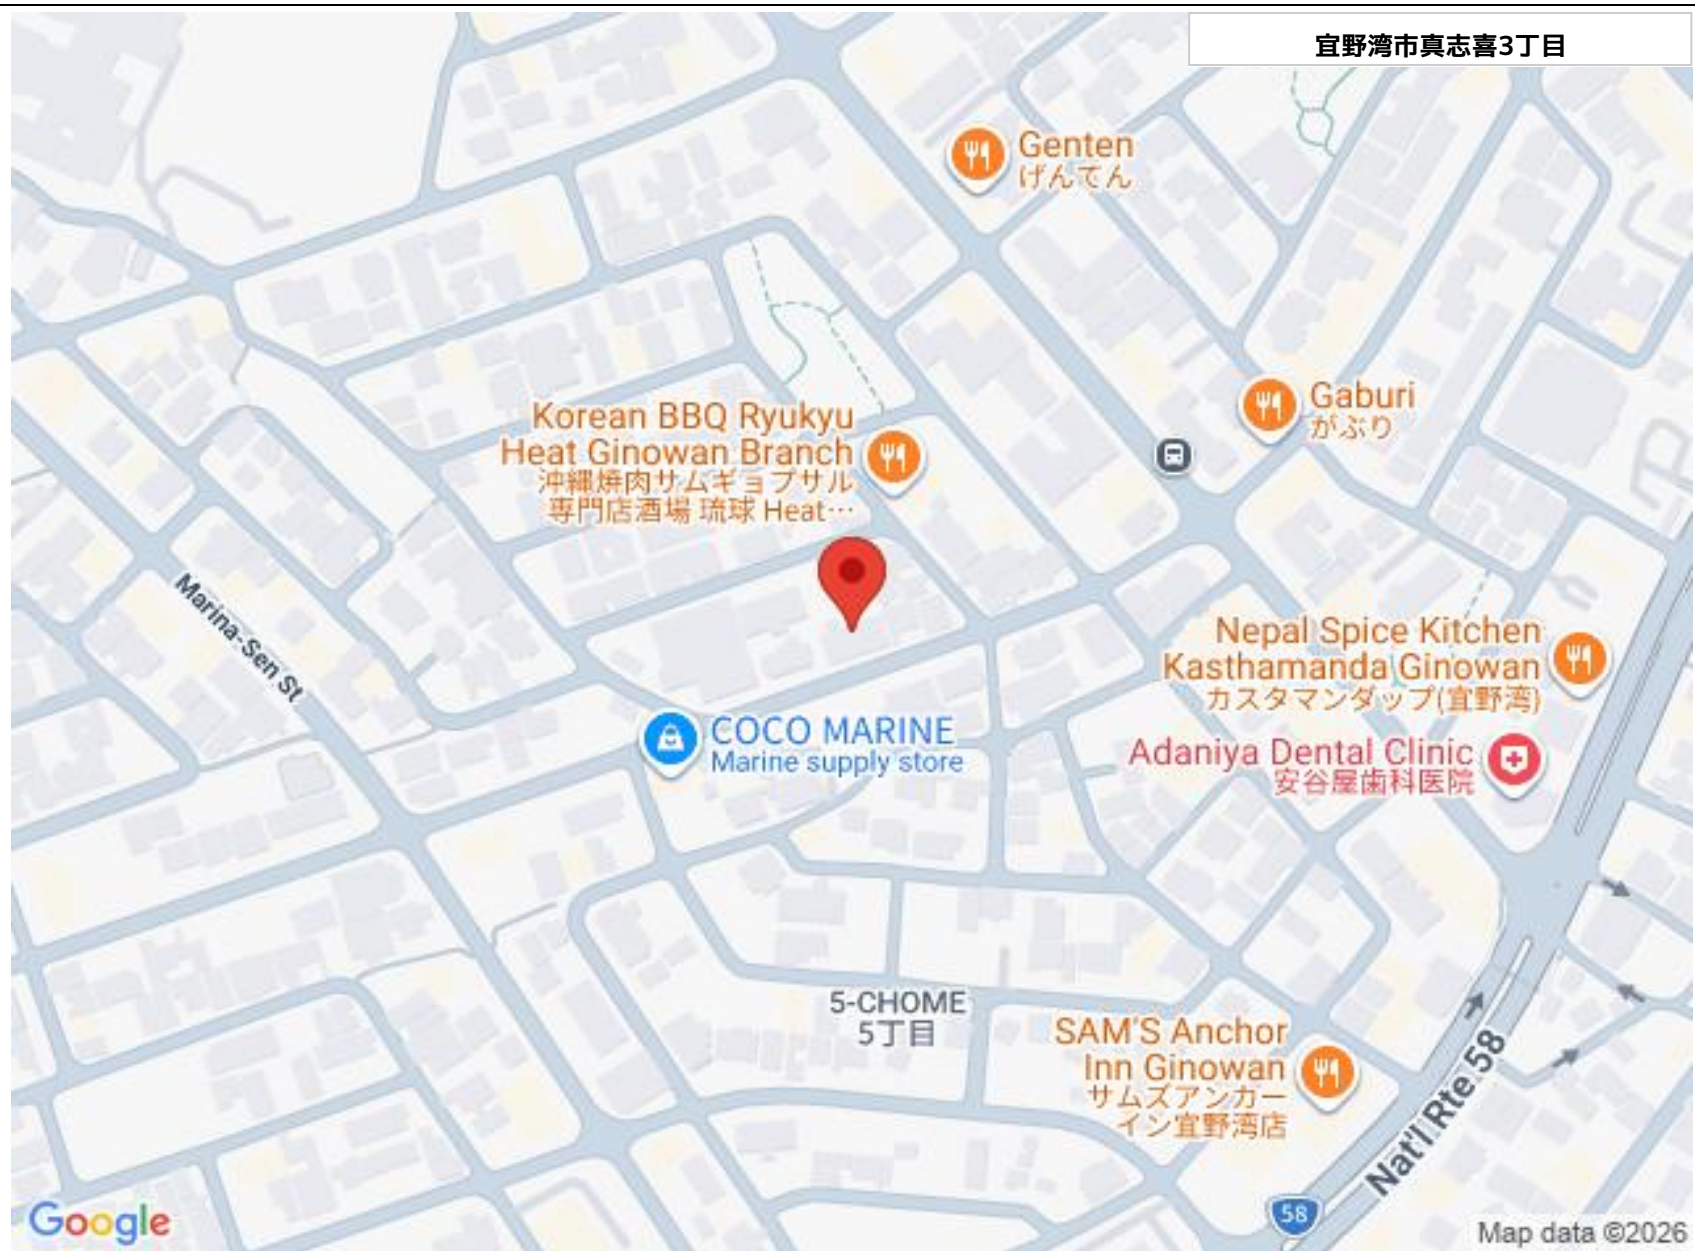 宜野湾市真志喜3丁目
Genten
げんてん
Gaburi
がぶり
Korean BBQ Ryukyu
Heat Ginowan Branch
沖縄焼肉サムギョプサル
専門店酒場 琉球 Heat…
Marina-Sen St
Nepal Spice Kitchen
Kasthamanda Ginowan
カスタマンダップ(宜野湾)
COCO MARINE
Marine supply store
Adaniya Dental Clinic
安谷屋歯科医院
5-CHOME
5丁目
SAM'S Anchor
Inn Ginowan
サムズアンカー
イン宜野湾店
Nat'l Rte 58
58
Google
Map data ©2026